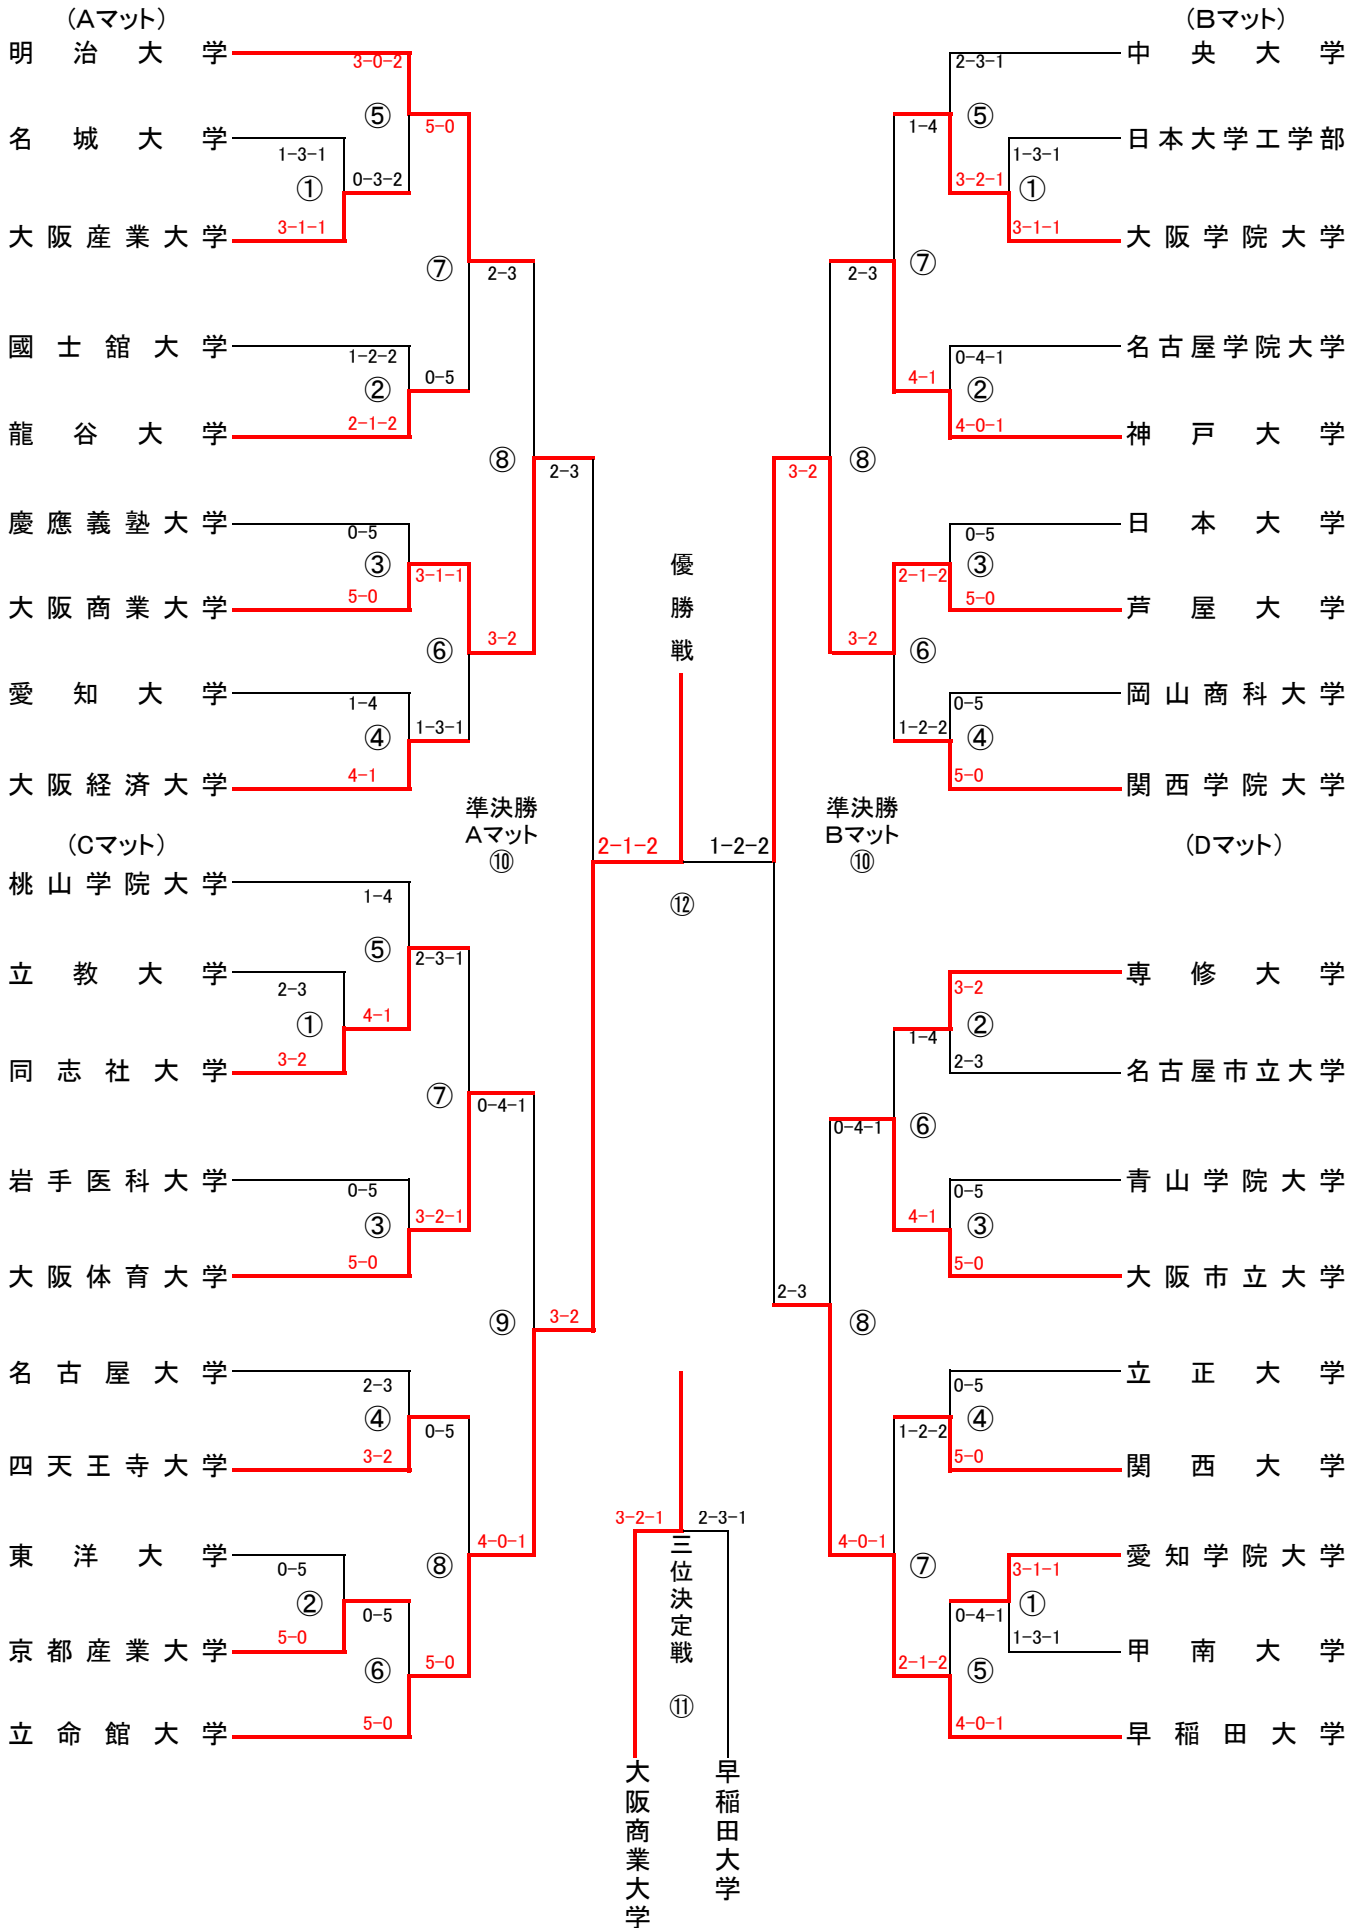 (Aマット)
明治大学
3-0-2
⑤
5-0
名城大学
1-3-1
①
0-3-2
大阪産業大学
3-1-1
⑦
2-3
國士舘大学
1-2-2
②
0-5
龍谷大学
2-1-2
⑧
2-3
慶應義塾大学
0-5
③
3-1-1
大阪商業大学
5-0
⑥
3-2
愛知大学
1-4
④
1-3-1
大阪経済大学
4-1
準決勝
Aマット
⑩
(Cマット)
桃山学院大学
1-4
⑤
2-3-1
立教大学
2-3
①
4-1
同志社大学
3-2
⑦
0-4-1
岩手医科大学
0-5
③
3-2-1
大阪体育大学
5-0
⑨
3-2
名古屋大学
2-3
④
0-5
四天王寺大学
3-2
⑧
4-0-1
東洋大学
0-5
②
0-5
京都産業大学
5-0
⑥
5-0
立命館大学
5-0
優勝戦
2-1-2
1-2-2
⑫
3-2-1
2-3-1
三位決定戦
⑪
大阪商業大学
早稲田大学
(Bマット)
中央大学
2-3-1
⑤
1-4
日本大学工学部
1-3-1
①
3-2-1
大阪学院大学
3-1-1
⑦
2-3
名古屋学院大学
0-4-1
②
4-1
神戸大学
4-0-1
⑧
3-2
日本大学
0-5
③
2-1-2
芦屋大学
5-0
⑥
3-2
岡山商科大学
0-5
④
1-2-2
関西学院大学
5-0
準決勝
Bマット
⑩
(Dマット)
専修大学
3-2
②
1-4
名古屋市立大学
2-3
⑥
0-4-1
青山学院大学
0-5
③
4-1
大阪市立大学
5-0
⑧
2-3
立正大学
0-5
④
1-2-2
関西大学
5-0
⑦
4-0-1
愛知学院大学
3-1-1
①
0-4-1
甲南大学
1-3-1
⑤
2-1-2
早稲田大学
4-0-1